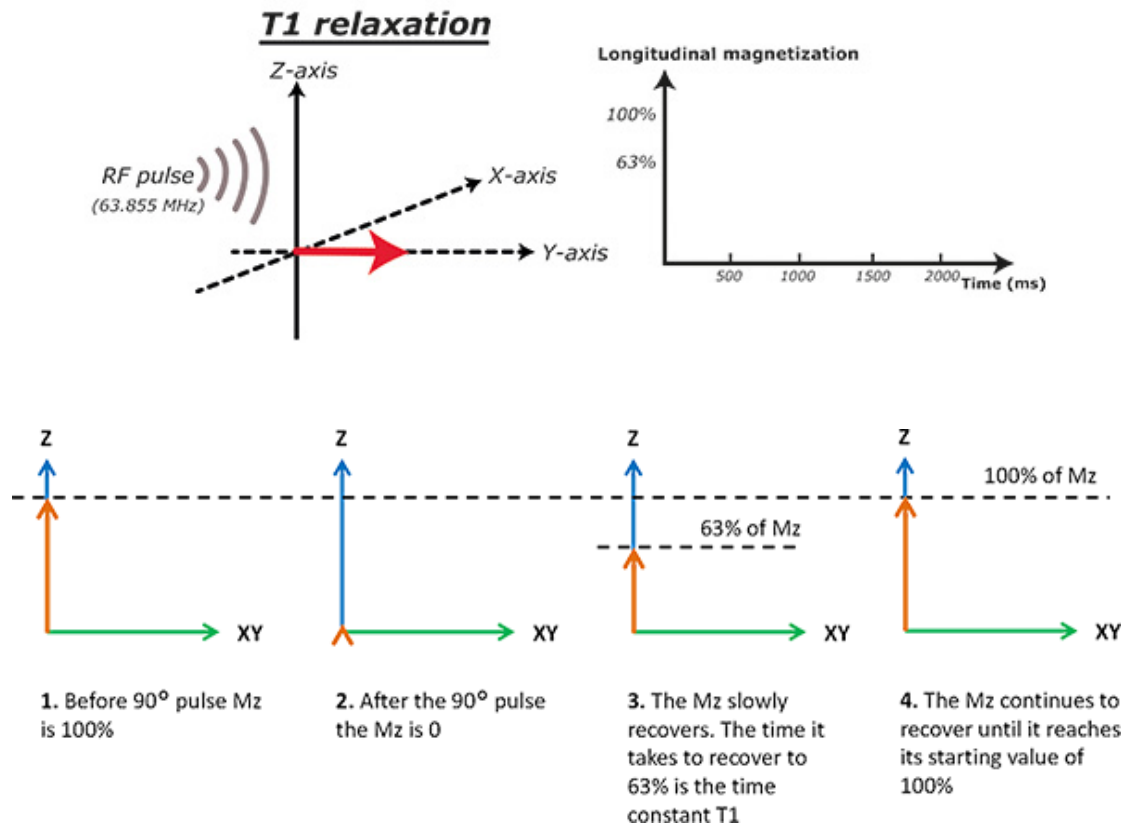 T1 relaxation
Z-axis
RF pulse
(63.855 MHz)
X-axis
Y-axis
Longitudinal magnetization
100%
63%
500
1000
1500
2000
Time (ms)
Z
Z
Z
Z
100% of Mz
63% of Mz
XY
XY
XY
XY
1. Before 90° pulse Mz
is 100%
2. After the 90° pulse
the Mz is 0
3. The Mz slowly
recovers. The time it
takes to recover to
63% is the time
constant T1
4. The Mz continues to
recover until it reaches
its starting value of
100%